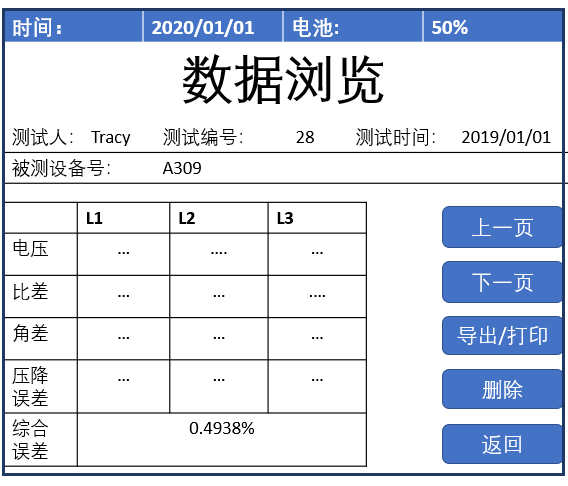 时间： 2020/01/01 电池: 50%
数据浏览
测试人： Tracy 测试编号： 28 测试时间： 2019/01/01
被测设备号： A309
L1 L2 L3
电压 ... .... ...
比差 ... ... ....
角差 ... ... ...
压降 ... ... ...
误差
综合 0.4938%
误差
上一页
下一页
导出/打印
删除
返回